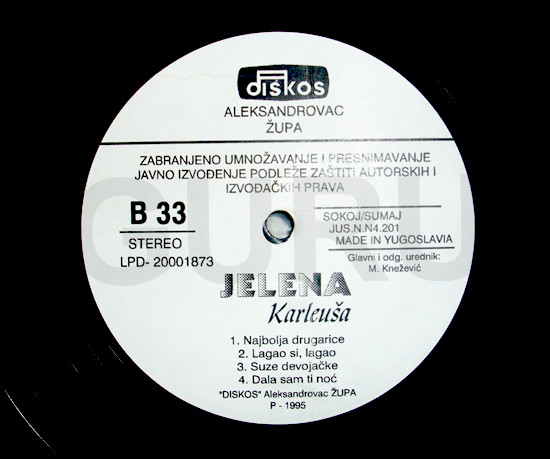 diskos
ALEKSANDROVAC
ŽUPA
ZABRANJENO UMNOŽAVANJE I PRESNIMAVANJE
JAVNO IZVOĐENJE PODLEŽE ZAŠTITI AUTORSKIH I
IZVOĐAČKIH PRAVA
GURU
B 33
STEREO
LPD- 20001873
SOKOJ/SUMAJ
JUS.N.N4.201
MADE IN YUGOSLAVIA
Glavni i odg. urednik:
M. Knežević
JELENA
Karleuša
1. Najbolja drugarice
2. Lagao si, lagao
3. Suze devojačke
4. Dala sam ti noć
"DISKOS" Aleksandrovac ŽUPA
P - 1995